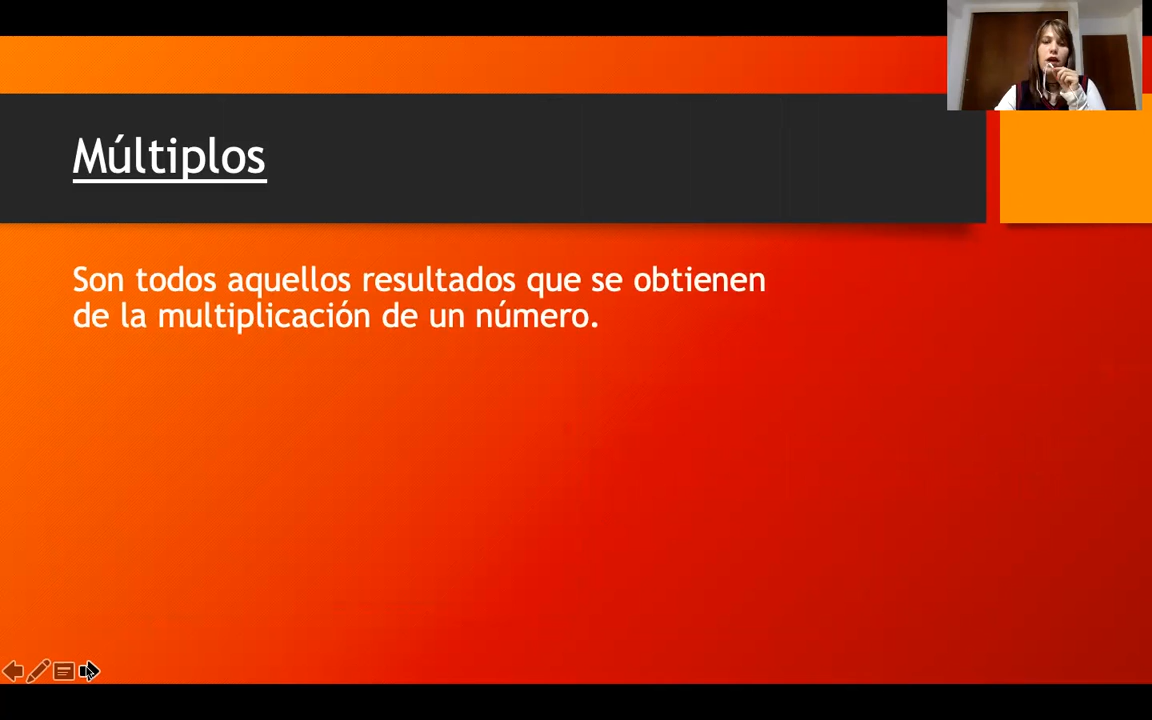 Múltiplos
Son todos aquellos resultados que se obtienen
de la multiplicación de un número.